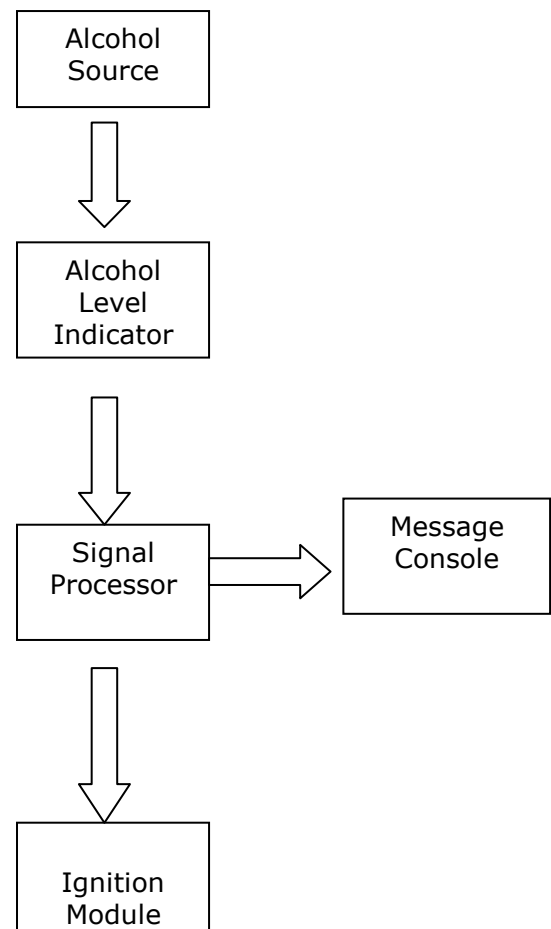 Alcohol
Source
Alcohol
Level
Indicator
Signal
Processor
Message
Console
Ignition
Module